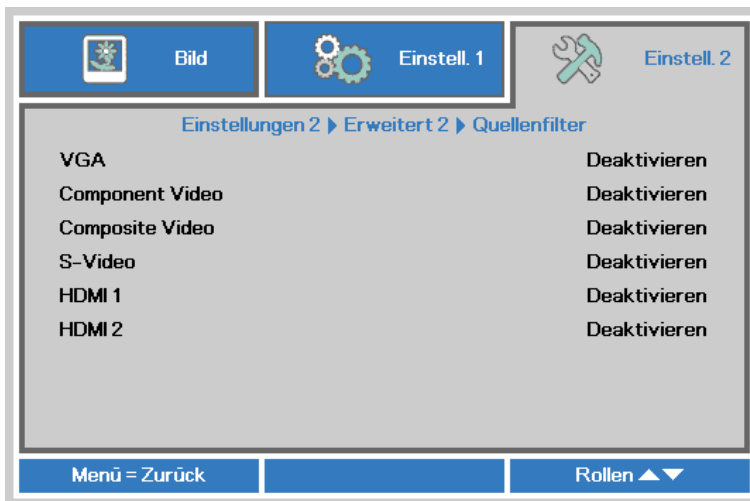 Bild
Einstell. 1
Einstell. 2
Einstellungen 2 ▶ Erweitert 2 ▶ Quellenfilter
VGA Deaktivieren
Component Video Deaktivieren
Composite Video Deaktivieren
S-Video Deaktivieren
HDMI 1 Deaktivieren
HDMI 2 Deaktivieren
Menü = Zurück
Rollen ▲▼